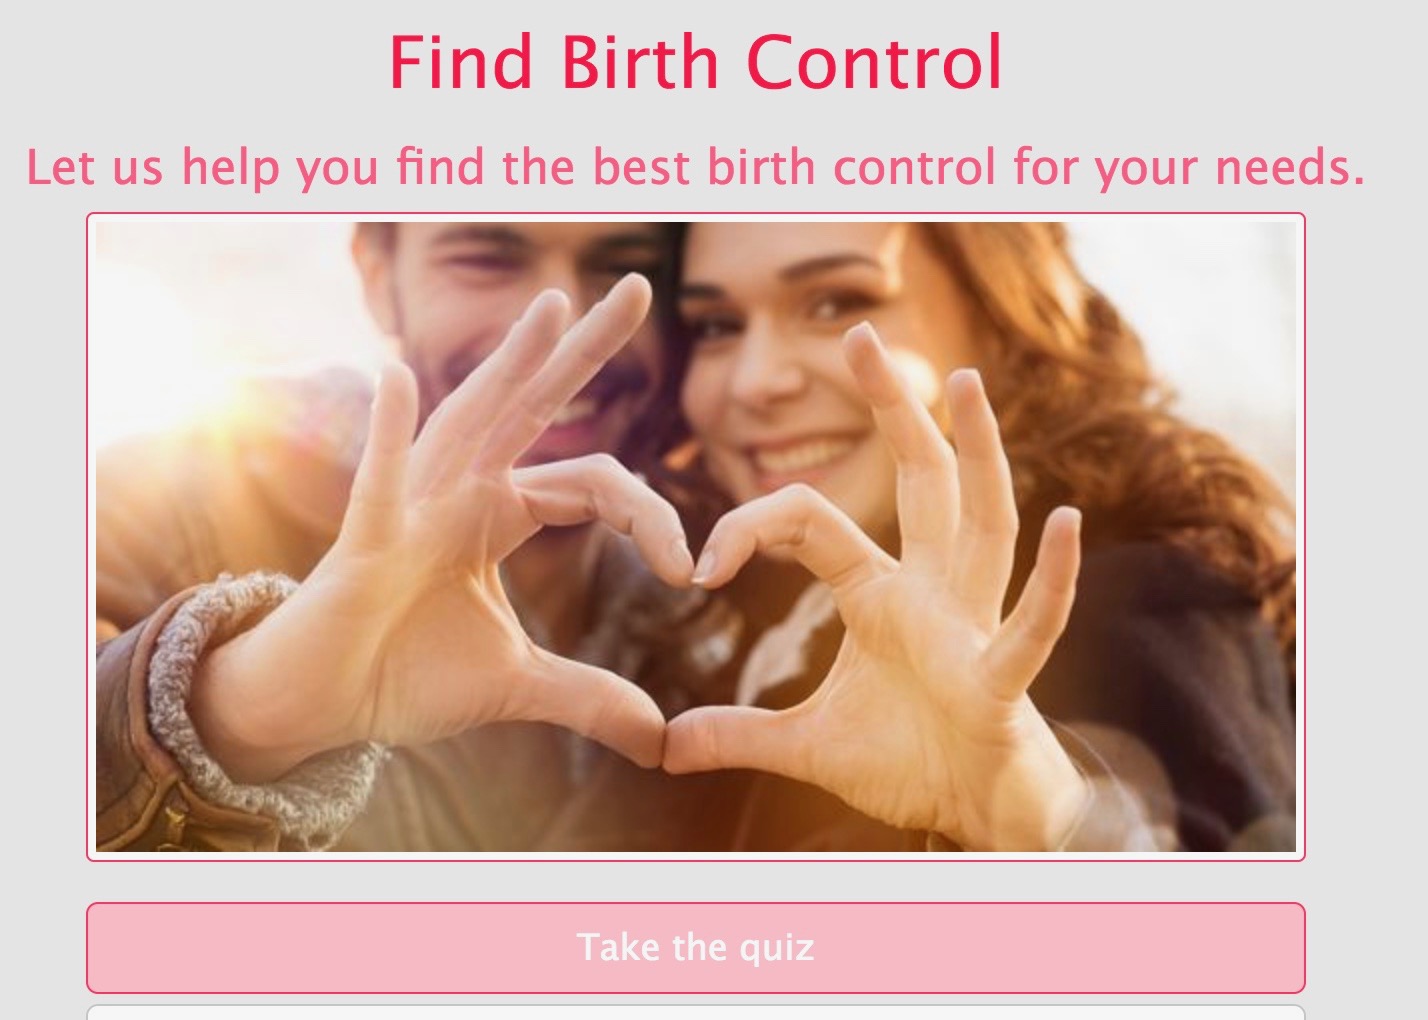 Find Birth Control
Let us help you find the best birth control for your needs.
Take the quiz